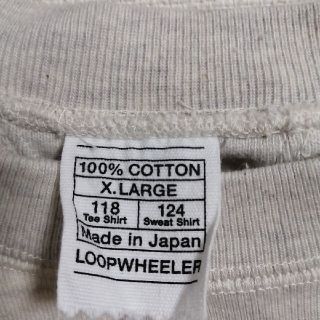 100% COTTON
X.LARGE
118 124
Tee Shirt Sweat Shirt
Made in Japan
LOOPWHEELER